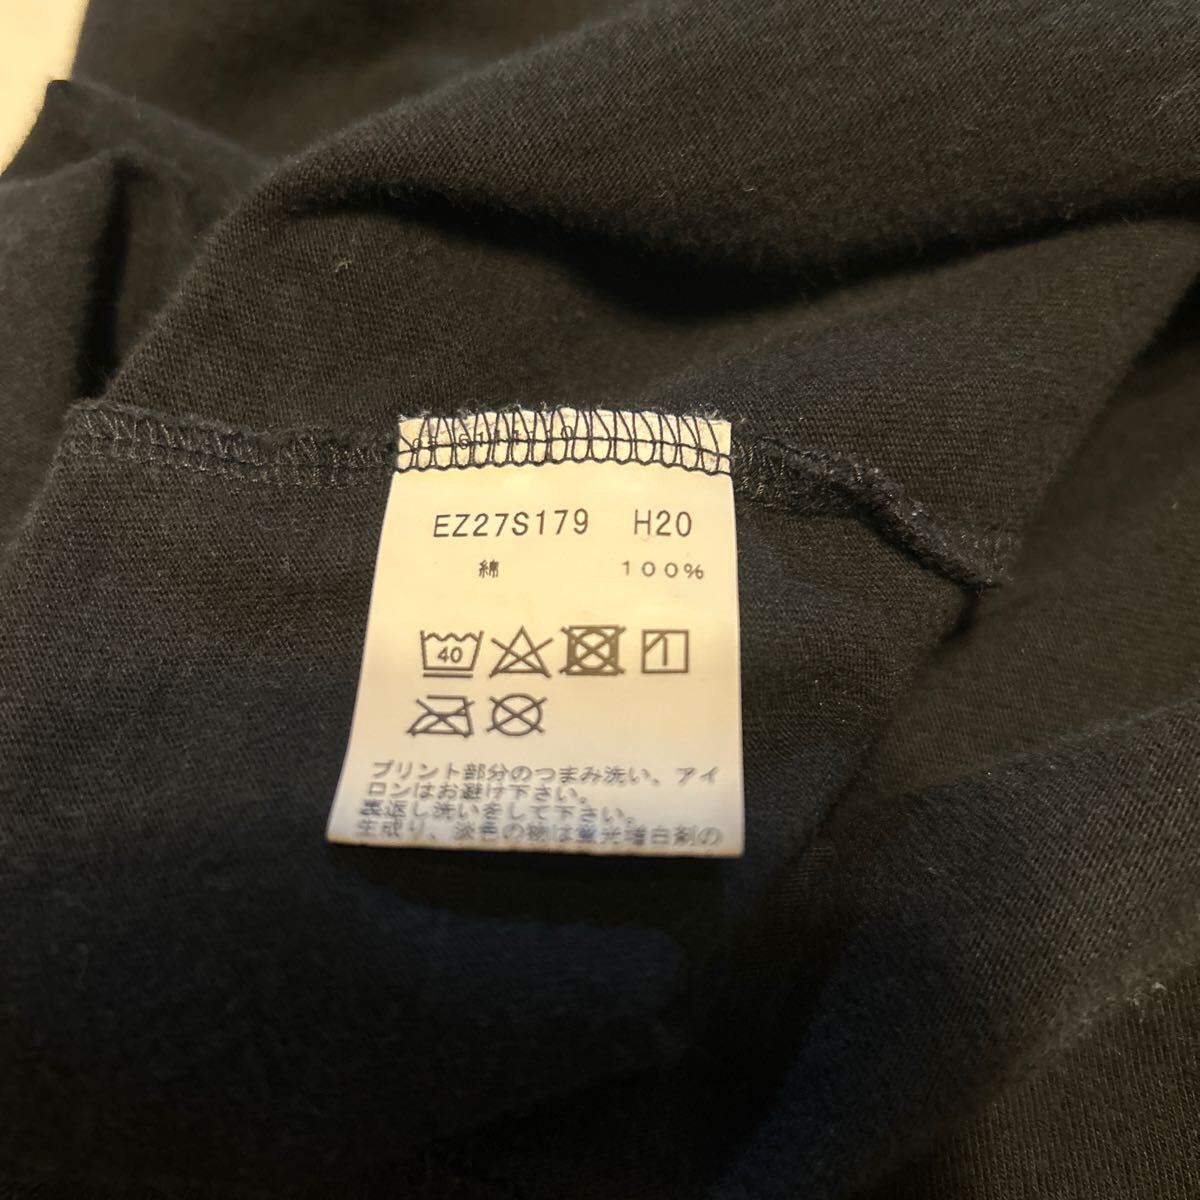 EZ27S179 H20
綿 100%
40
プリント部分のつまみ洗い、アイ
ロンはお避け下さい。
裏返し洗いをして下さい。
生成り、淡色の物は蛍光増白剤の